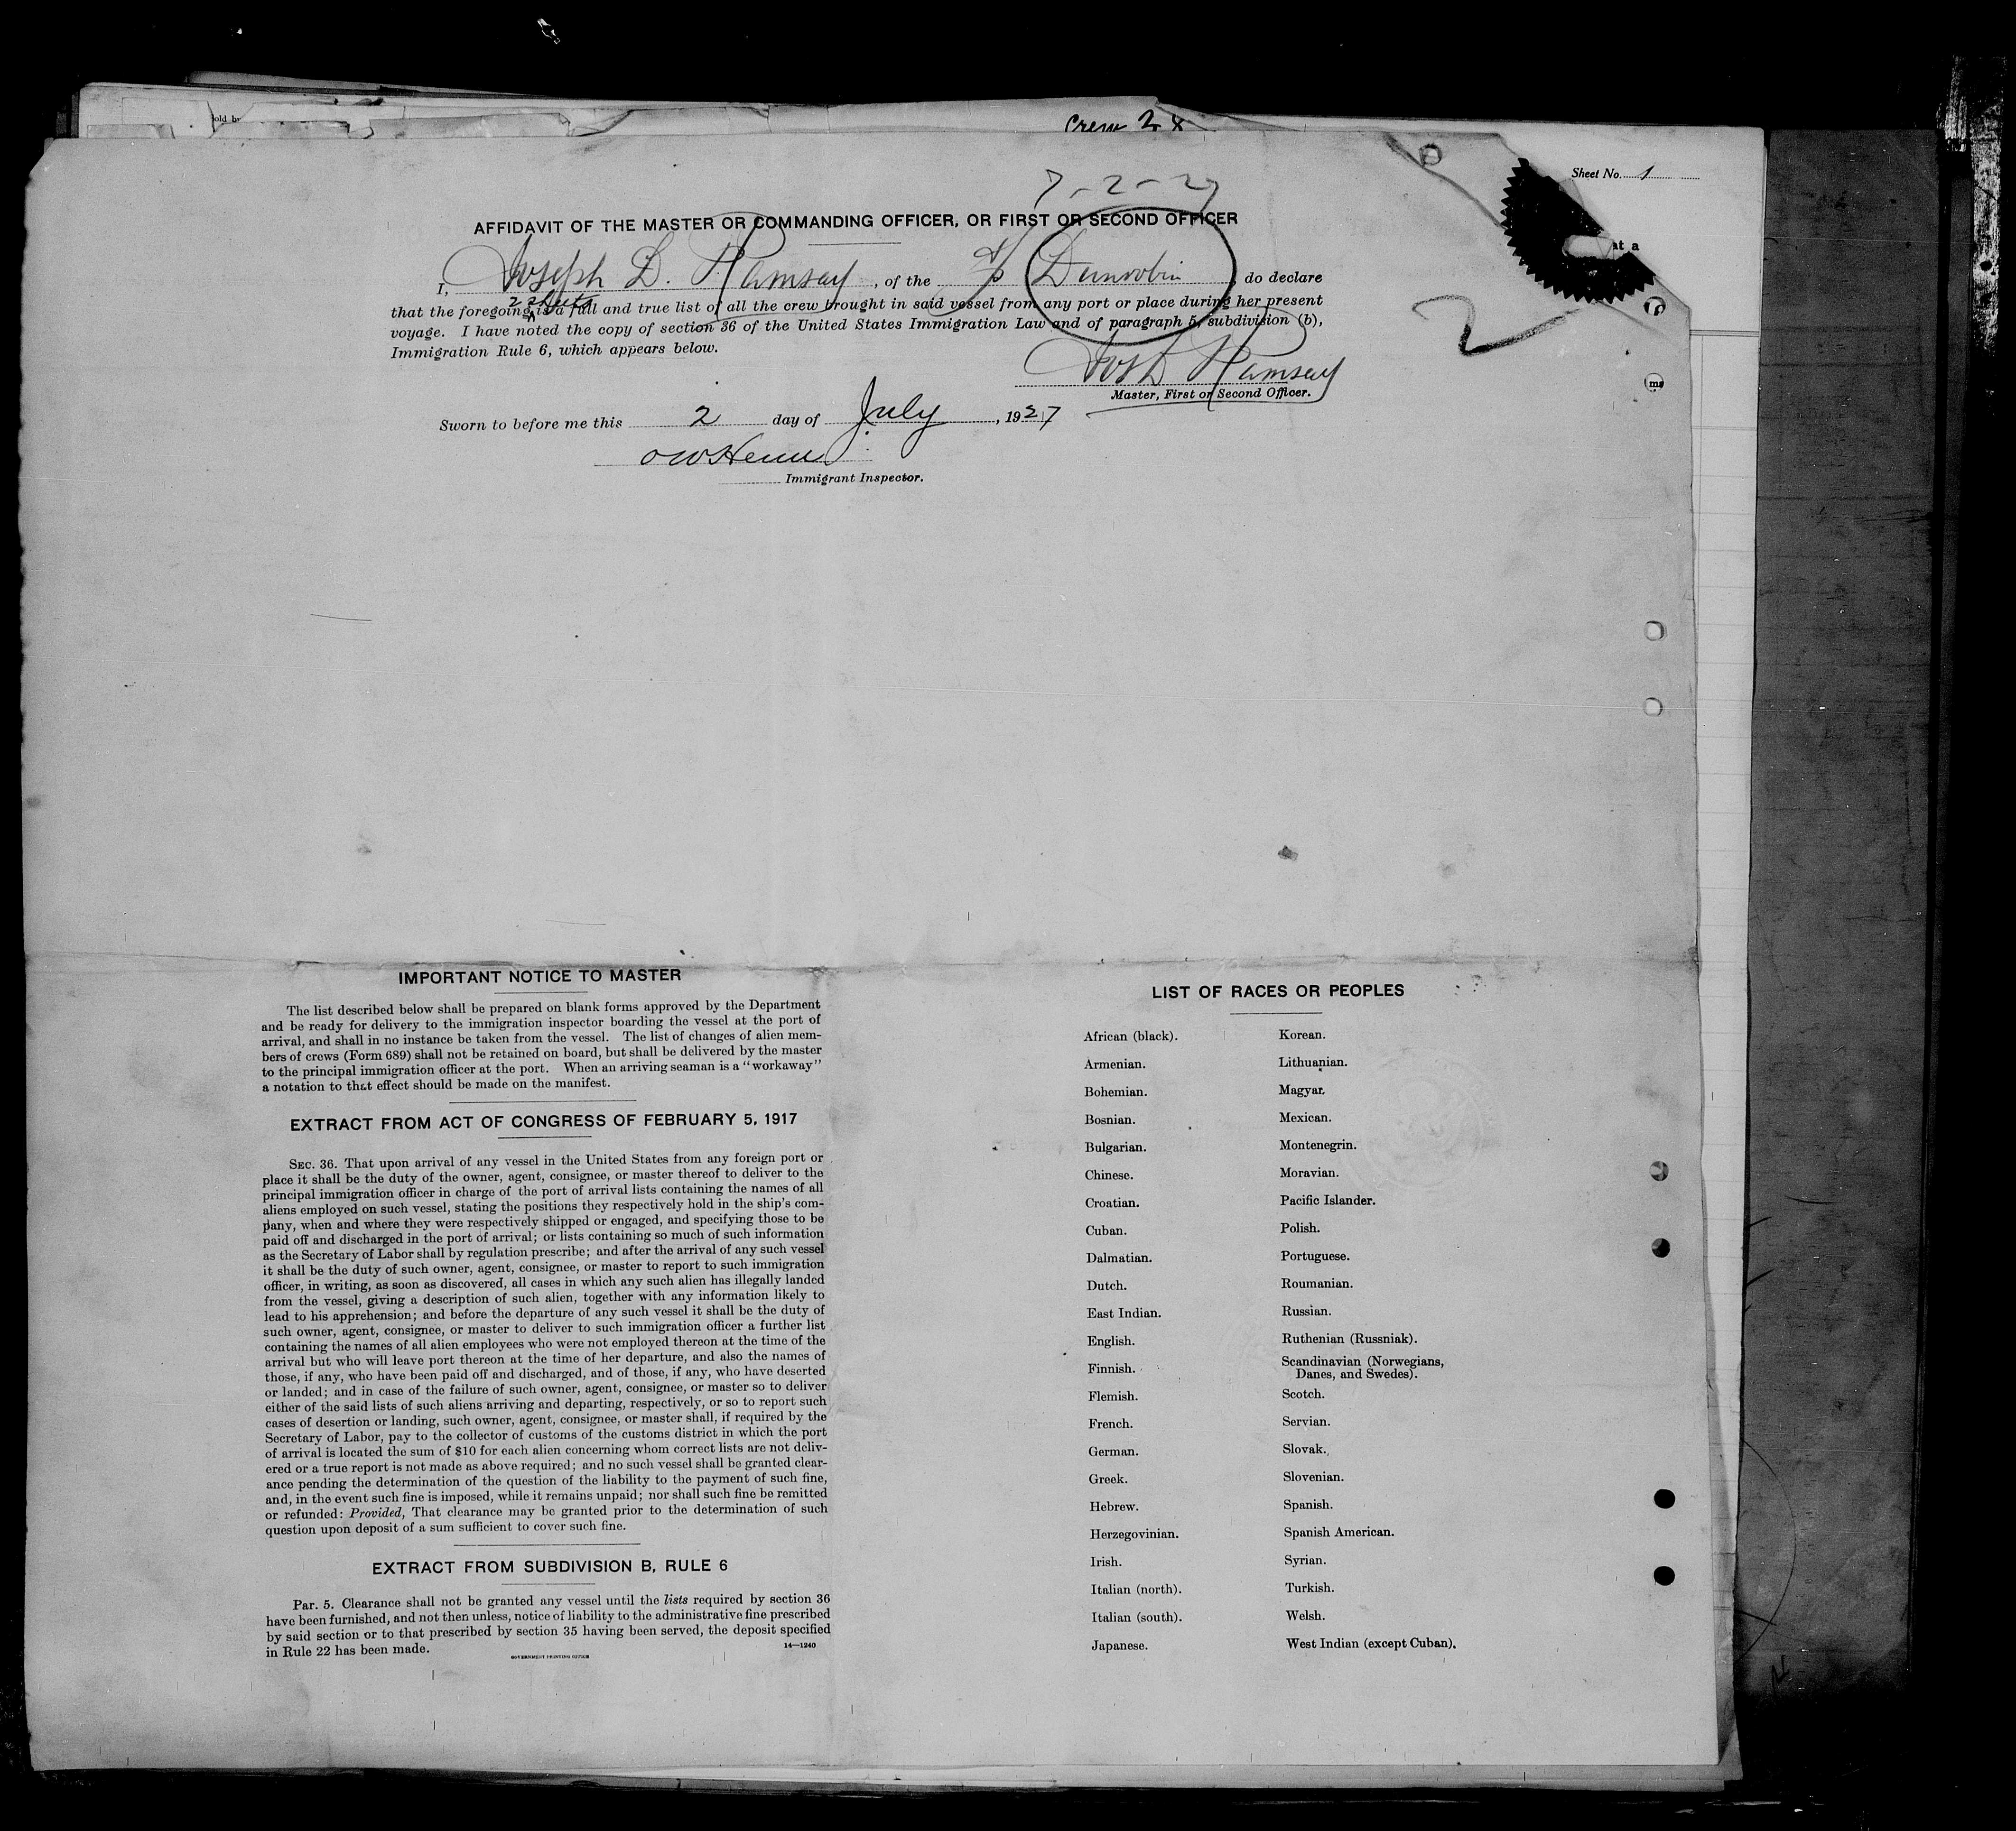 old by
Crew 28
7-2-27
Sheet No. 1
AFFIDAVIT OF THE MASTER OR COMMANDING OFFICER, OR FIRST OR SECOND OFFICER
at a
I, Joseph D. Ramsay, of the Dunrobin, do declare
2 sheets
that the foregoing is a full and true list of all the crew brought in said vessel from any port or place during her present
voyage. I have noted the copy of section 36 of the United States Immigration Law and of paragraph 5, subdivision (b),
Immigration Rule 6, which appears below.
2
Jos D Ramsay
Master, First or Second Officer.
Sworn to before me this 2 day of July, 1927
Immigrant Inspector.
IMPORTANT NOTICE TO MASTER
The list described below shall be prepared on blank forms approved by the Department
and be ready for delivery to the immigration inspector boarding the vessel at the port of
arrival, and shall in no instance be taken from the vessel. The list of changes of alien mem-
bers of crews (Form 689) shall not be retained on board, but shall be delivered by the master
to the principal immigration officer at the port. When an arriving seaman is a "workaway"
a notation to that effect should be made on the manifest.
EXTRACT FROM ACT OF CONGRESS OF FEBRUARY 5, 1917
SEC. 36. That upon arrival of any vessel in the United States from any foreign port or
place it shall be the duty of the owner, agent, consignee, or master thereof to deliver to the
principal immigration officer in charge of the port of arrival lists containing the names of all
aliens employed on such vessel, stating the positions they respectively hold in the ship's com-
pany, when and where they were respectively shipped or engaged, and specifying those to be
paid off and discharged in the port of arrival; or lists containing so much of such information
as the Secretary of Labor shall by regulation prescribe; and after the arrival of any such vessel
it shall be the duty of such owner, agent, consignee, or master to report to such immigration
officer, in writing, as soon as discovered, all cases in which any such alien has illegally landed
from the vessel, giving a description of such alien, together with any information likely to
lead to his apprehension; and before the departure of any such vessel it shall be the duty of
such owner, agent, consignee, or master to deliver to such immigration officer a further list
containing the names of all alien employees who were not employed thereon at the time of the
arrival but who will leave port thereon at the time of her departure, and also the names of
those, if any, who have been paid off and discharged, and of those, if any, who have deserted
or landed; and in case of the failure of such owner, agent, consignee, or master so to deliver
either of the said lists of such aliens arriving and departing, respectively, or so to report such
cases of desertion or landing, such owner, agent, consignee, or master shall, if required by the
Secretary of Labor, pay to the collector of customs of the customs district in which the port
of arrival is located the sum of $10 for each alien concerning whom correct lists are not deliv-
ered or a true report is not made as above required; and no such vessel shall be granted clear-
ance pending the determination of the question of the liability to the payment of such fine,
and, in the event such fine is imposed, while it remains unpaid; nor shall such fine be remitted
or refunded: Provided, That clearance may be granted prior to the determination of such
question upon deposit of a sum sufficient to cover such fine.
EXTRACT FROM SUBDIVISION B, RULE 6
Par. 5. Clearance shall not be granted any vessel until the lists required by section 36
have been furnished, and not then unless, notice of liability to the administrative fine prescribed
by said section or to that prescribed by section 35 having been served, the deposit specified
in Rule 22 has been made.
14—1240
GOVERNMENT PRINTING OFFICE
LIST OF RACES OR PEOPLES
African (black).
Armenian.
Bohemian.
Bosnian.
Bulgarian.
Chinese.
Croatian.
Cuban.
Dalmatian.
Dutch.
East Indian.
English.
Finnish.
Flemish.
French.
German.
Greek.
Hebrew.
Herzegovinian.
Irish.
Italian (north).
Italian (south).
Japanese.
Korean.
Lithuanian.
Magyar.
Mexican.
Montenegrin.
Moravian.
Pacific Islander.
Polish.
Portuguese.
Roumanian.
Russian.
Ruthenian (Russniak).
Scandinavian (Norwegians,
Danes, and Swedes).
Scotch.
Servian.
Slovak.
Slovenian.
Spanish.
Spanish American.
Syrian.
Turkish.
Welsh.
West Indian (except Cuban).